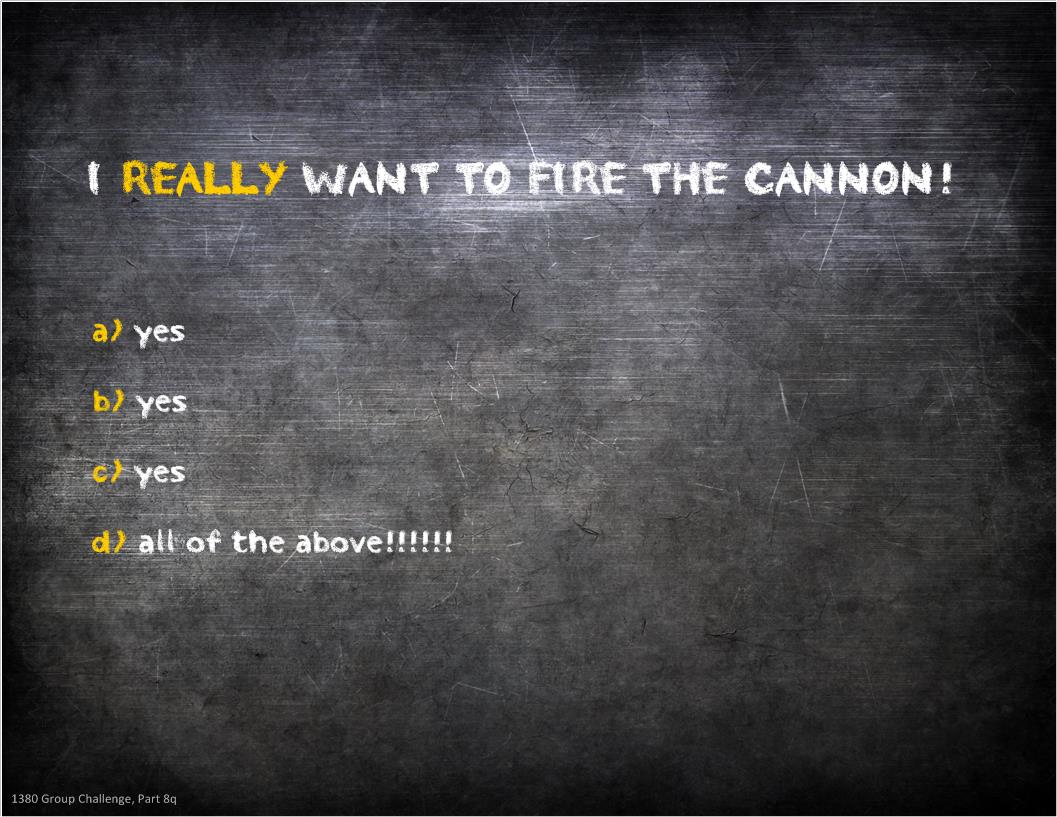 I REALLY WANT TO FIRE THE CANNON!
a) yes
b) yes
c) yes
d) all of the above!!!!!!
1380 Group Challenge, Part 8q